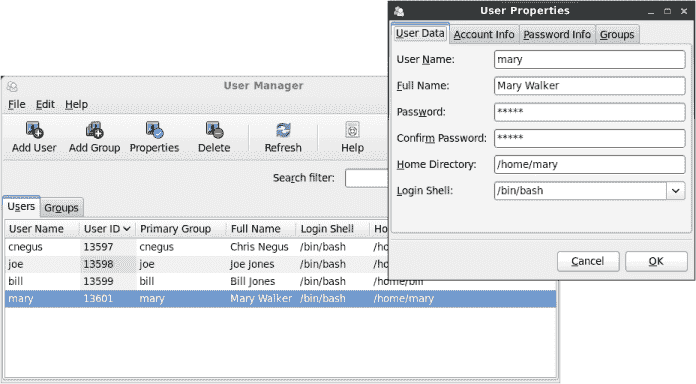 User Properties
User Data Account Info Password Info Groups
User Name: mary
Full Name: Mary Walker
Password: *****
Confirm Password: *****
Home Directory: /home/mary
Login Shell: /bin/bash
Cancel OK
User Manager
File Edit Help
Add User Add Group Properties Delete Refresh Help
Search filter:
Users Groups
User Name User ID Primary Group Full Name Login Shell Ho
cnegus 13597 cnegus Chris Negus /bin/bash /ho
joe 13598 joe Joe Jones /bin/bash /ho
bill 13599 bill Bill Jones /bin/bash /home/bill
mary 13601 mary Mary Walker /bin/bash /home/mary